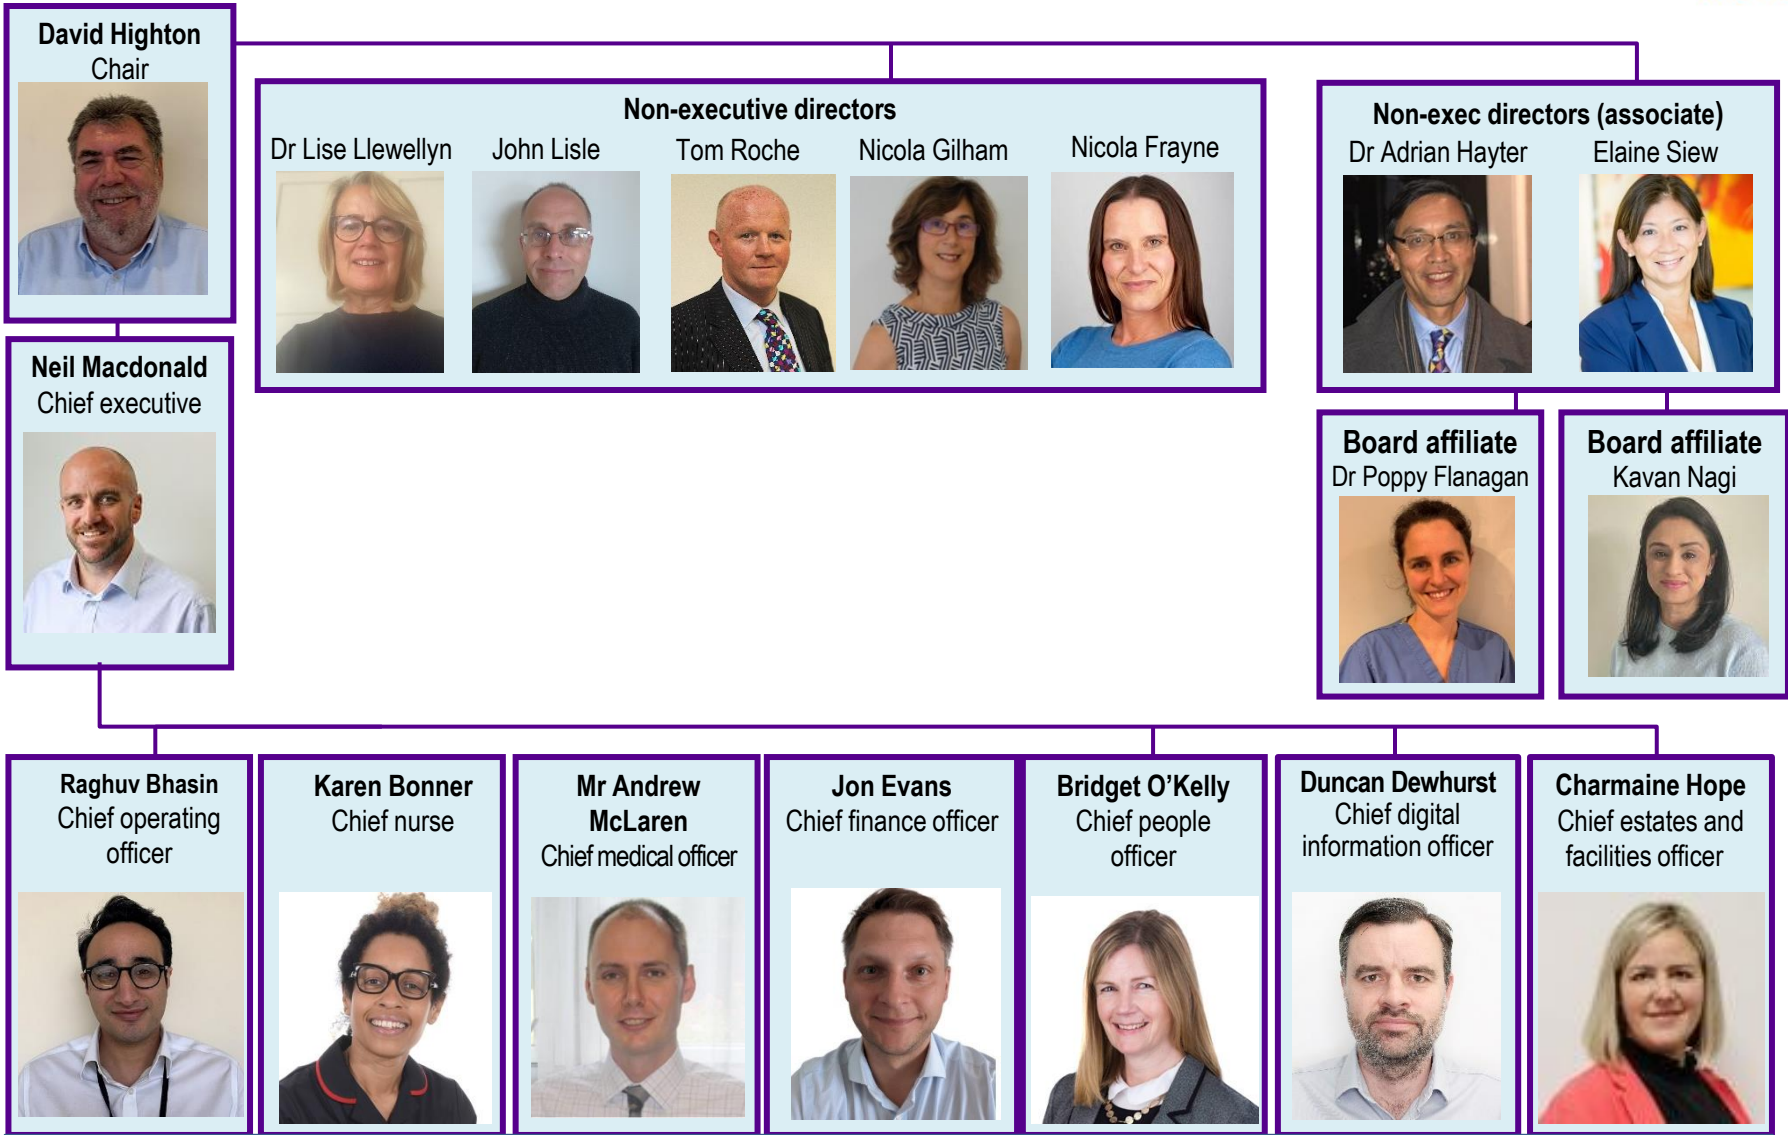 David Highton
Chair
Non-executive directors
Dr Lise Llewellyn
John Lisle
Tom Roche
Nicola Gilham
Nicola Frayne
Non-exec directors (associate)
Dr Adrian Hayter
Elaine Siew
Neil Macdonald
Chief executive
Board affiliate
Dr Poppy Flanagan
Board affiliate
Kavan Nagi
Raghuv Bhasin
Chief operating
officer
Karen Bonner
Chief nurse
Mr Andrew
McLaren
Chief medical officer
Jon Evans
Chief finance officer
Bridget O’Kelly
Chief people
officer
Duncan Dewhurst
Chief digital
information officer
Charmaine Hope
Chief estates and
facilities officer